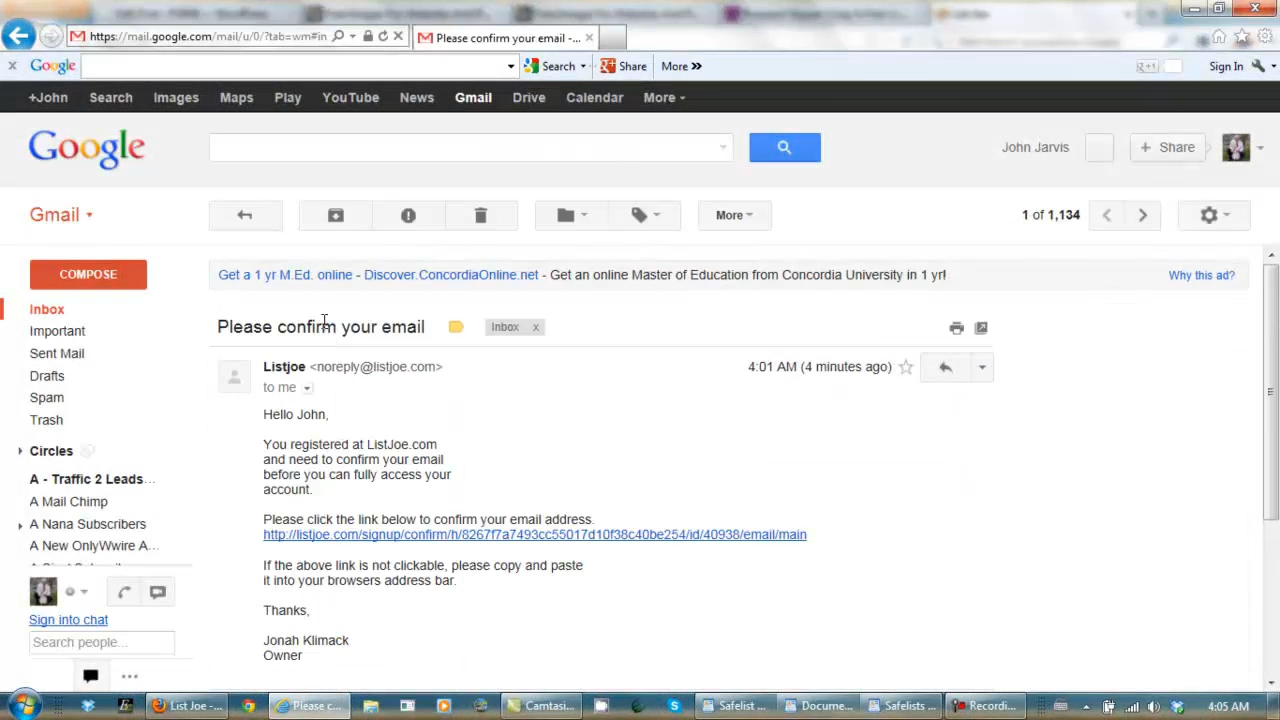 https://mail.google.com/mail/u/0/?tab=wm#in
Please confirm your email -...
Google
Search
Share
More »
Sign In
+John Search Images Maps Play YouTube News Gmail Drive Calendar More
Google
John Jarvis
+ Share
Gmail
More
1 of 1,134
COMPOSE
Get a 1 yr M.Ed. online - Discover.ConcordiaOnline.net - Get an online Master of Education from Concordia University in 1 yr!
Why this ad?
Inbox
Important
Sent Mail
Drafts
Spam
Trash
Circles
A - Traffic 2 Leads...
A Mail Chimp
A Nana Subscribers
A New OnlyWwire A...
Sign into chat
Search people...
Please confirm your email
Inbox x
Listjoe <noreply@listjoe.com>
4:01 AM (4 minutes ago)
to me
Hello John,
You registered at ListJoe.com
and need to confirm your email
before you can fully access your
account.
Please click the link below to confirm your email address.
http://listjoe.com/signup/confirm/h/8267f7a7493cc55017d10f38c40be254/id/40938/email/main
If the above link is not clickable, please copy and paste
it into your browsers address bar.
Thanks,
Jonah Klimack
Owner
List Joe -...
Please c...
Camtasi...
Safelist ...
Docume...
Safelists ...
Recordi...
4:05 AM